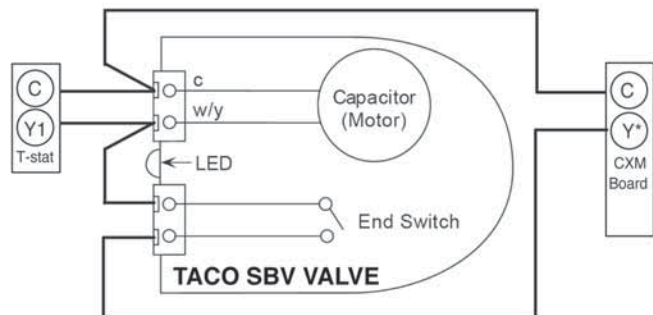 C
Y1
T-stat
c
w/y
LED
Capacitor
(Motor)
End Switch
TACO SBV VALVE
C
Y*
CXM
Board